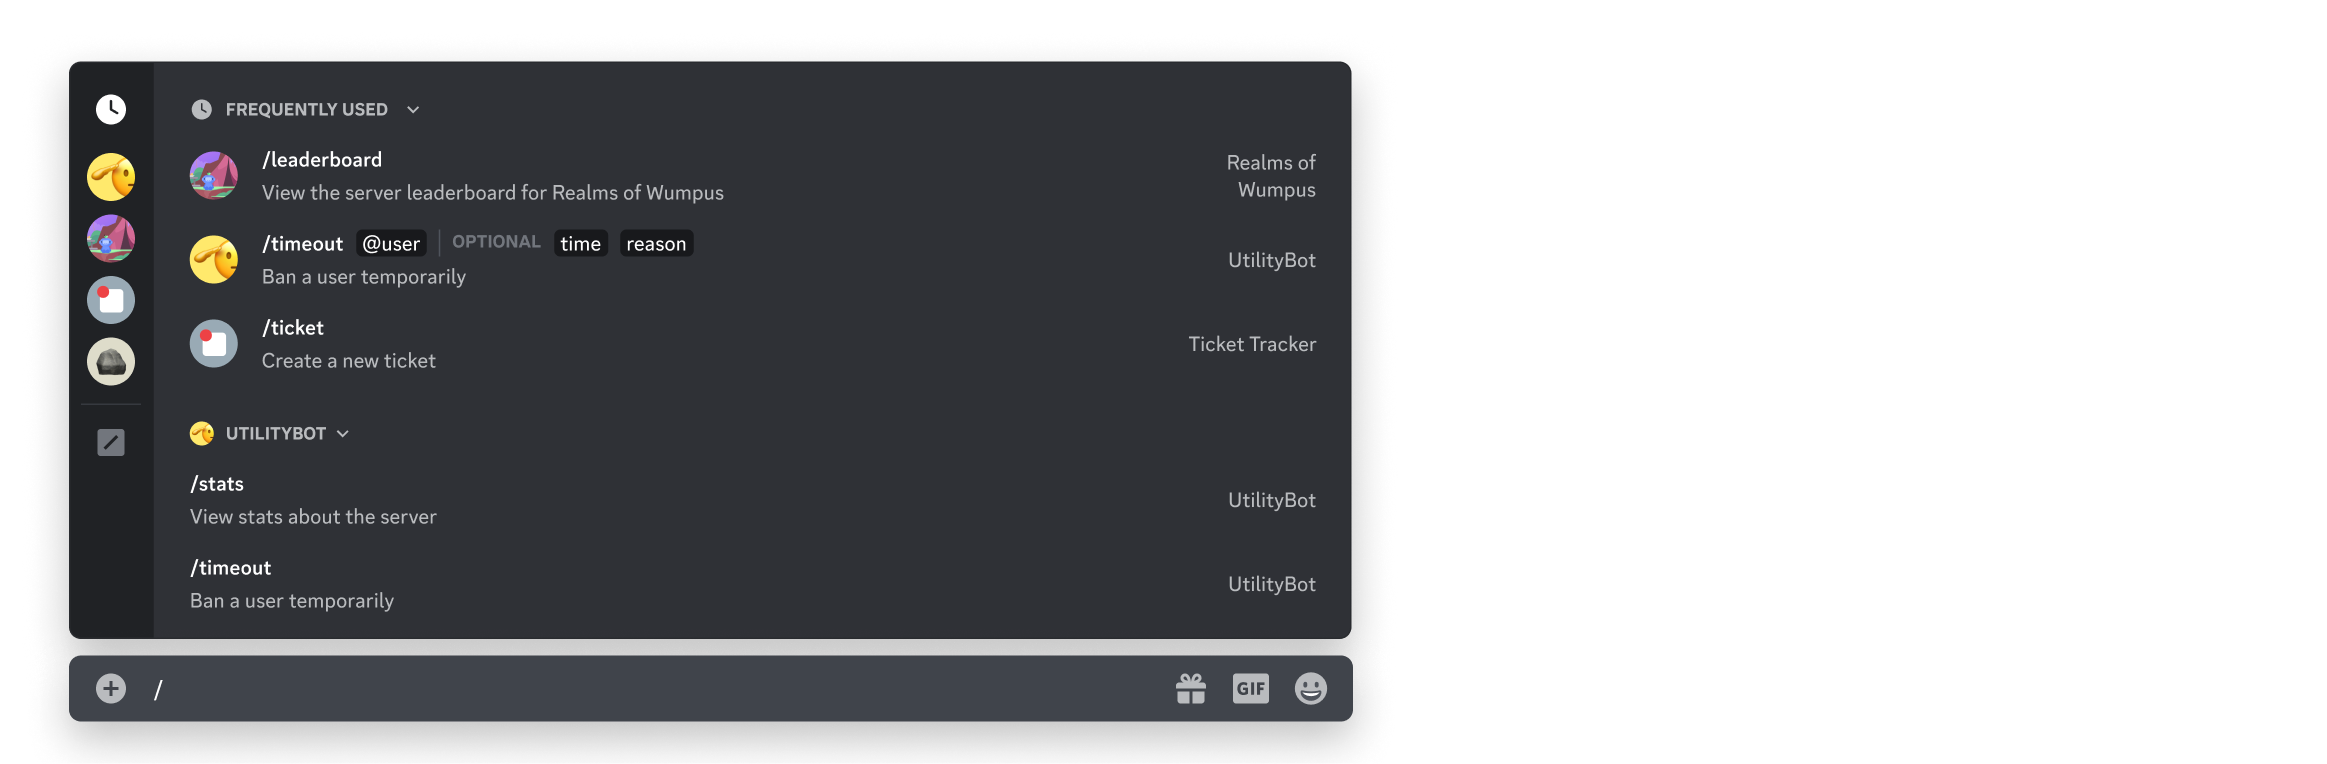 FREQUENTLY USED
/leaderboard
View the server leaderboard for Realms of Wumpus
Realms of
Wumpus
/timeout @user OPTIONAL time reason
Ban a user temporarily
UtilityBot
/ticket
Create a new ticket
Ticket Tracker
UTILITYBOT
/stats
View stats about the server
UtilityBot
/timeout
Ban a user temporarily
UtilityBot
/
GIF